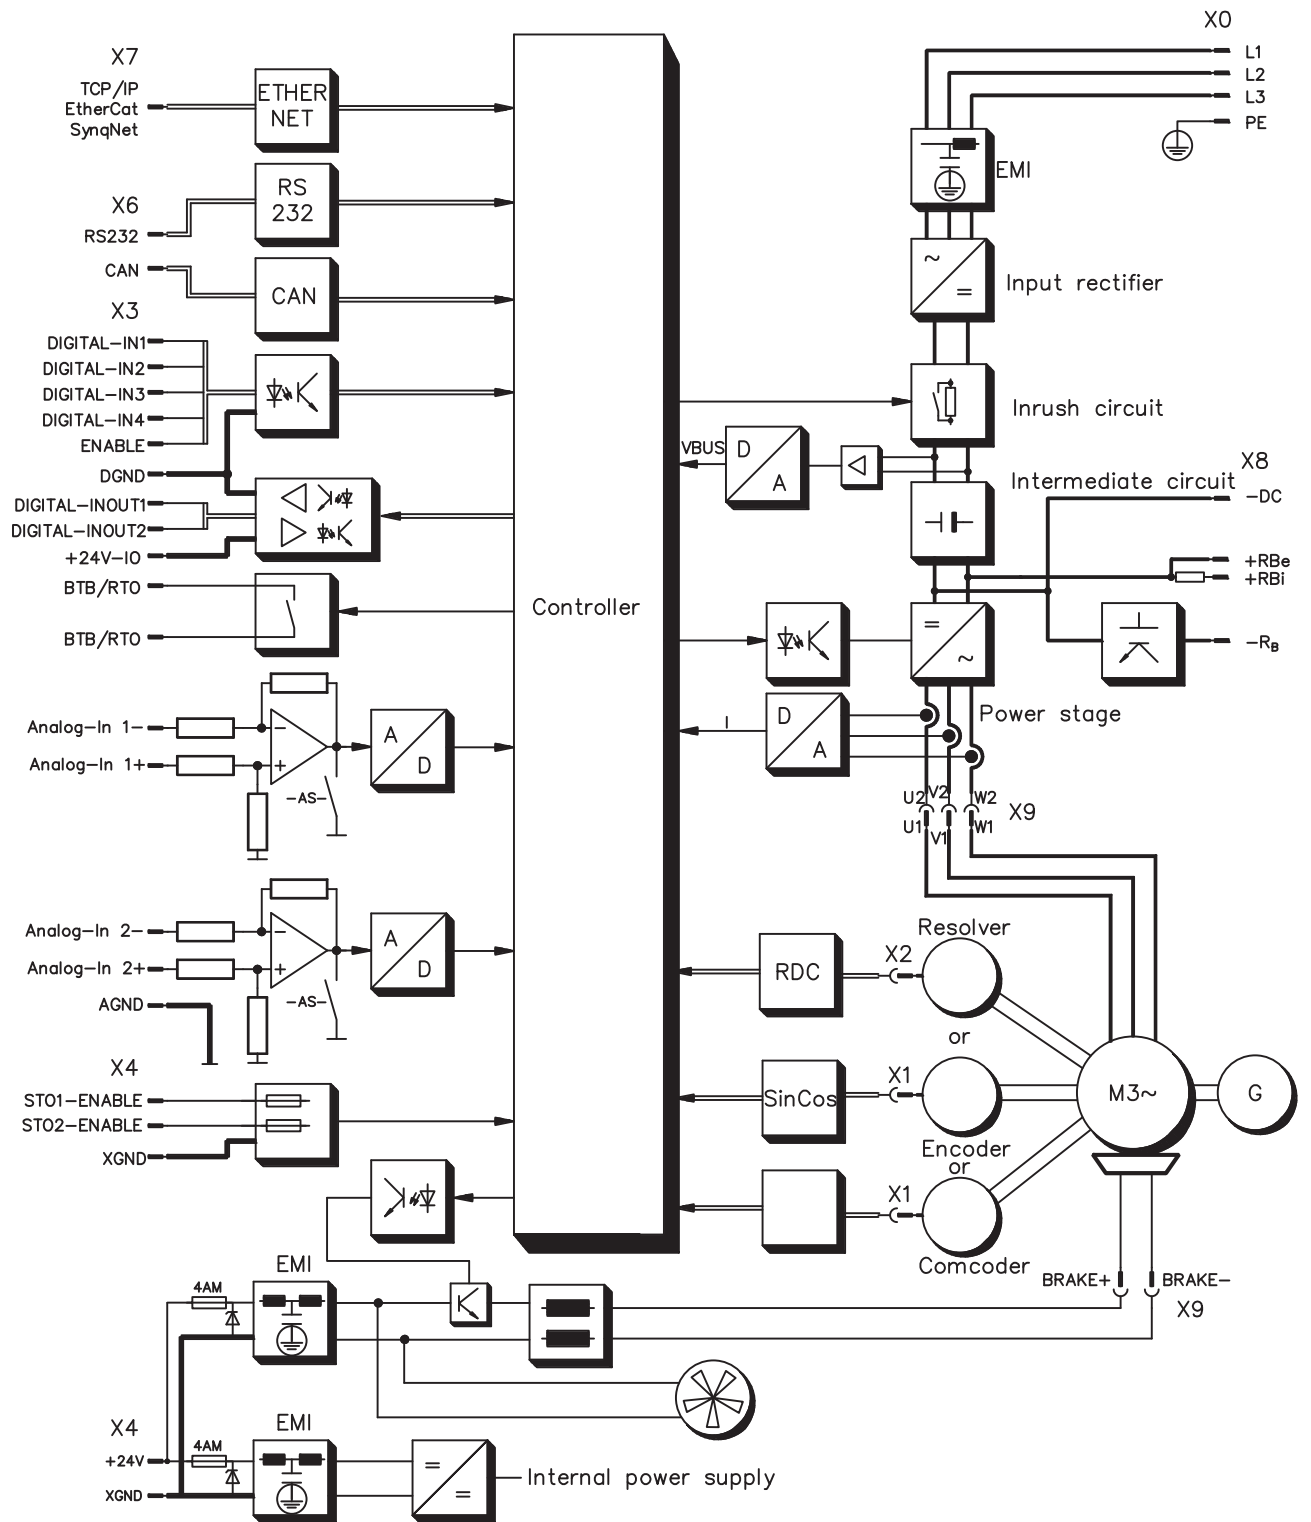 X7
TCP/IP
EtherCat
SynqNet
ETHER
NET
X6
RS232
RS
232
CAN
CAN
X3
DIGITAL-IN1
DIGITAL-IN2
DIGITAL-IN3
DIGITAL-IN4
ENABLE
DGND
DIGITAL-INOUT1
DIGITAL-INOUT2
+24V-IO
BTB/RTO
BTB/RTO
Analog-In 1-
Analog-In 1+
-AS-
A
D
Analog-In 2-
Analog-In 2+
-AS-
A
D
AGND
X4
STO1-ENABLE
STO2-ENABLE
XGND
Controller
X0
L1
L2
L3
PE
EMI
Input rectifier
Inrush circuit
VBUS
D
A
Intermediate circuit
X8
-DC
+RBe
+RBi
-RB
Power stage
I
D
A
U2
V2
W2
X9
U1
V1
W1
Resolver
RDC
X2
or
SinCos
X1
M3~
G
Encoder
or
X1
Comcoder
BRAKE+
BRAKE-
X9
EMI
4AM
X4
EMI
4AM
+24V
XGND
Internal power supply